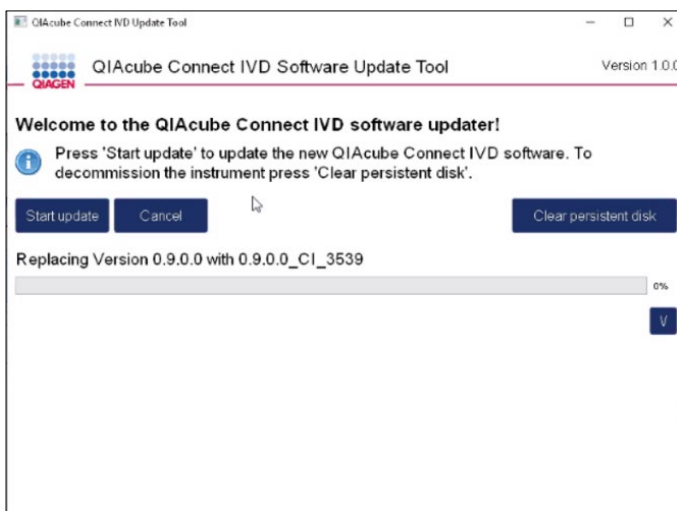 QIAcube Connect IVD Update Tool
QIAGEN
QIAcube Connect IVD Software Update Tool
Version 1.0.0
Welcome to the QIAcube Connect IVD software updater!
Press 'Start update' to update the new QIAcube Connect IVD software. To
decommission the instrument press 'Clear persistent disk'.
Start update
Cancel
Clear persistent disk
Replacing Version 0.9.0.0 with 0.9.0.0_CI_3539
0%
V